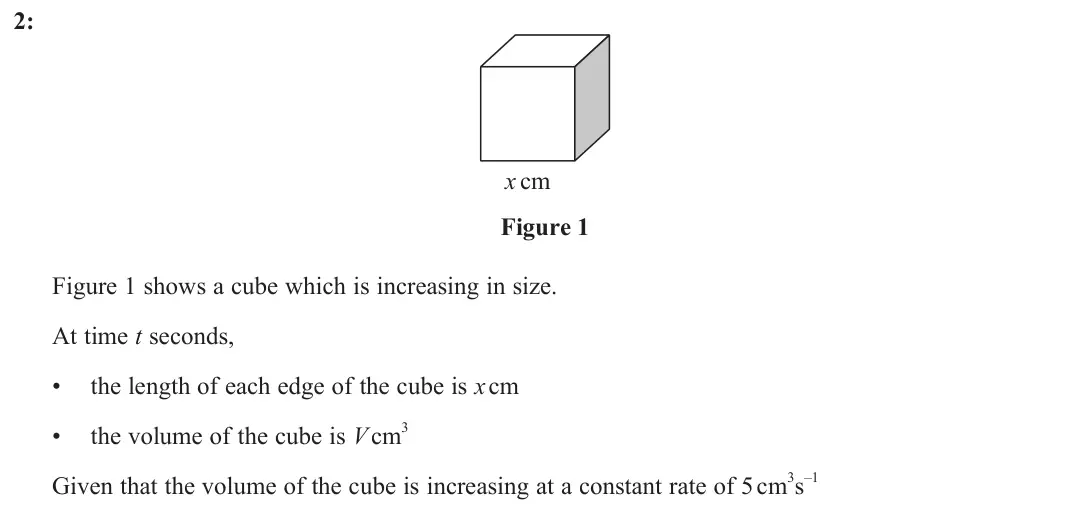 2:
x cm
Figure 1
Figure 1 shows a cube which is increasing in size.
At time t seconds,
• the length of each edge of the cube is x cm
• the volume of the cube is V cm³
Given that the volume of the cube is increasing at a constant rate of 5 cm³s⁻¹